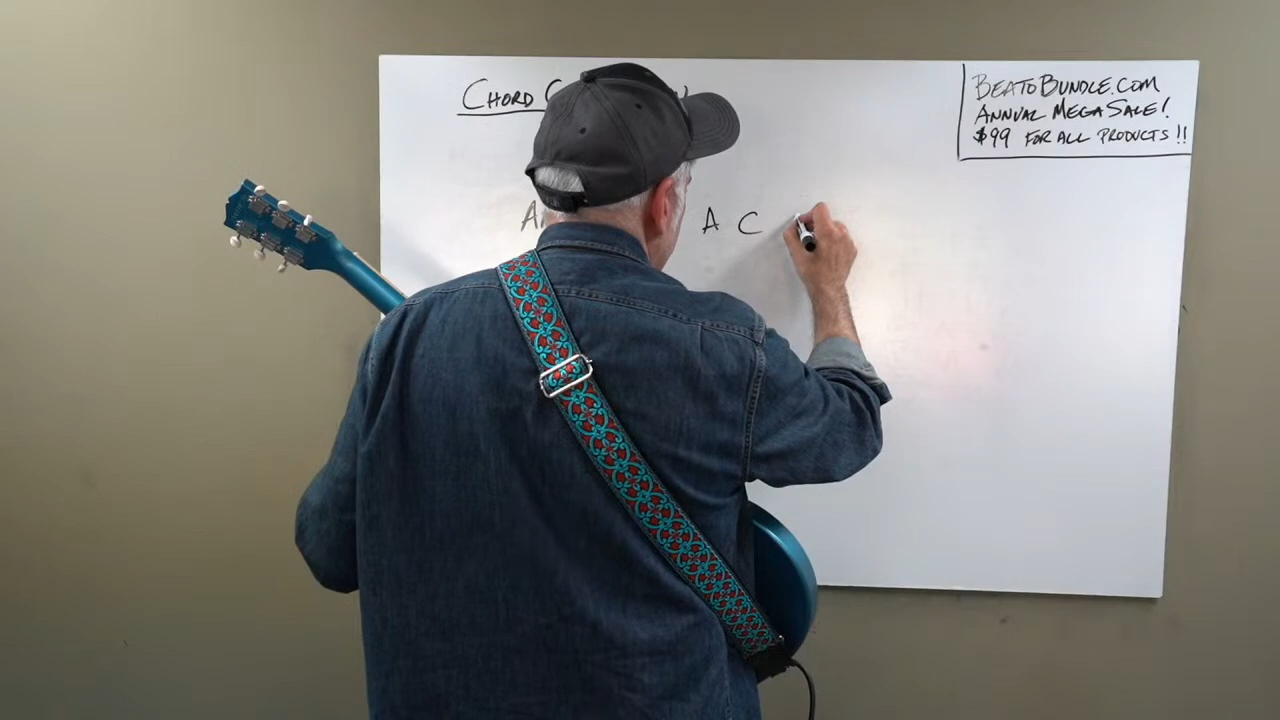 CHORD
BEATOBUNDLE.COM
ANNUAL MEGA SALE!
$99 FOR ALL PRODUCTS!!
A C